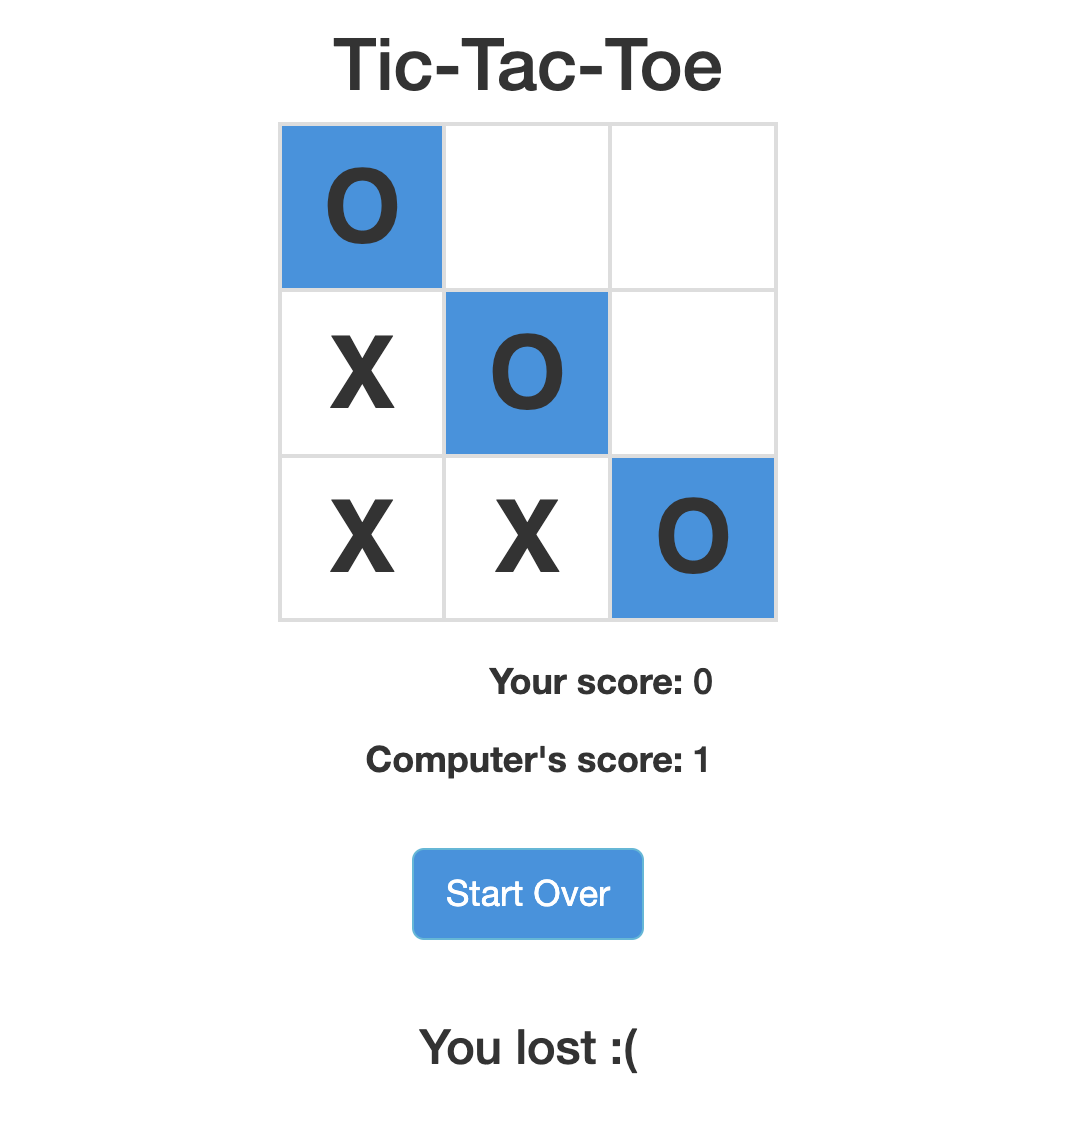 Tic-Tac-Toe
O
X O
X X O
Your score: 0
Computer's score: 1
Start Over
You lost :(